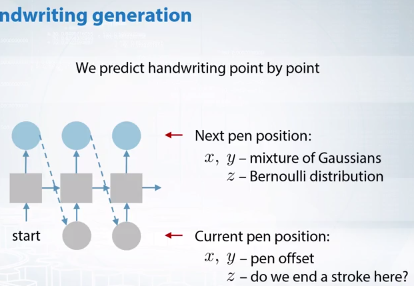 ndwriting generation
We predict handwriting point by point
Next pen position:
x, y – mixture of Gaussians
z – Bernoulli distribution
start
Current pen position:
x, y – pen offset
z – do we end a stroke here?